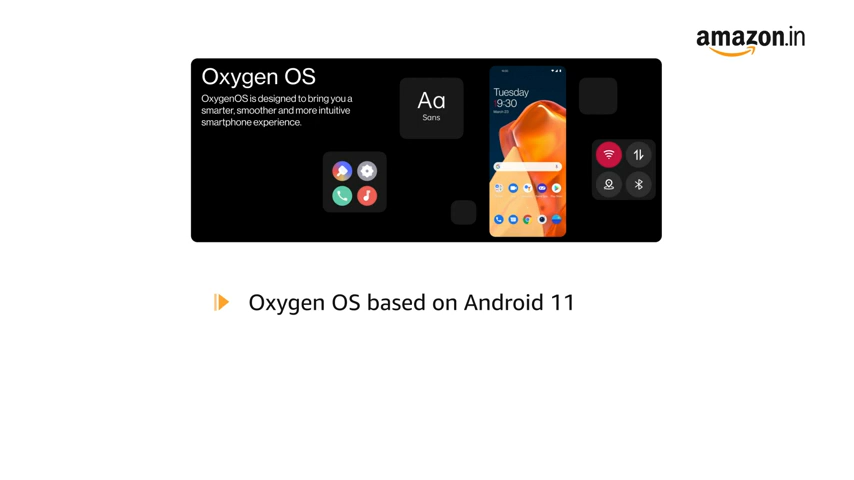 amazon.in
Oxygen OS
OxygenOS is designed to bring you a
smarter, smoother and more intuitive
smartphone experience.
Aa
Sans
Tuesday
9:30
Oxygen OS based on Android 11